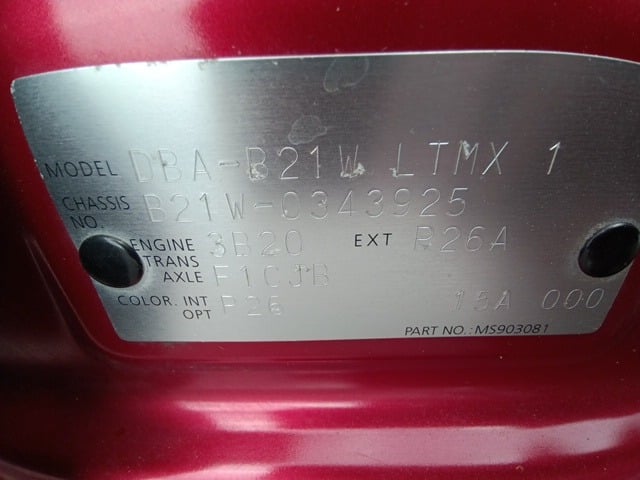 MODEL DBA-B21W LTMX 1
CHASSIS NO. B21W-0343925
ENGINE 3B20 EXT P26A
TRANS AXLE F1CJB
COLOR. INT OPT P26 15A 000
PART NO.: MS903081